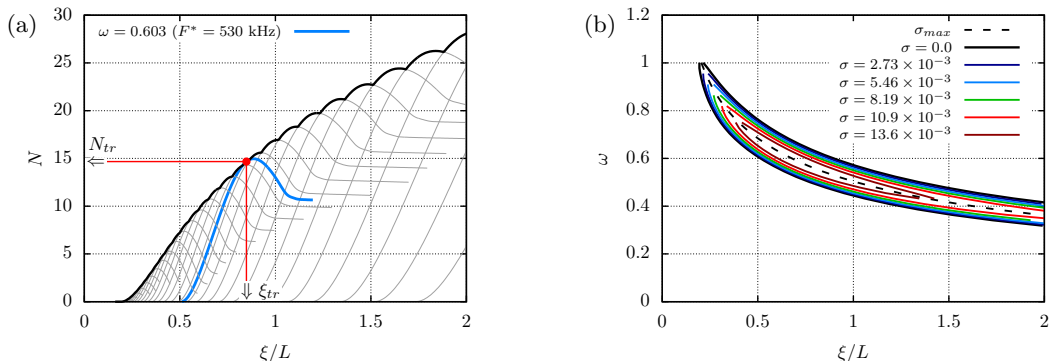 (a)
30
25
20
15
10
5
0
N
ω = 0.603 (F* = 530 kHz)
N_tr
⇐
⇓ ξ_tr
0 0.5 1 1.5 2
ξ/L
(b)
1.2
1
0.8
0.6
0.4
0.2
0
ω
σ_max
σ = 0.0
σ = 2.73 × 10⁻³
σ = 5.46 × 10⁻³
σ = 8.19 × 10⁻³
σ = 10.9 × 10⁻³
σ = 13.6 × 10⁻³
0 0.5 1 1.5 2
ξ/L